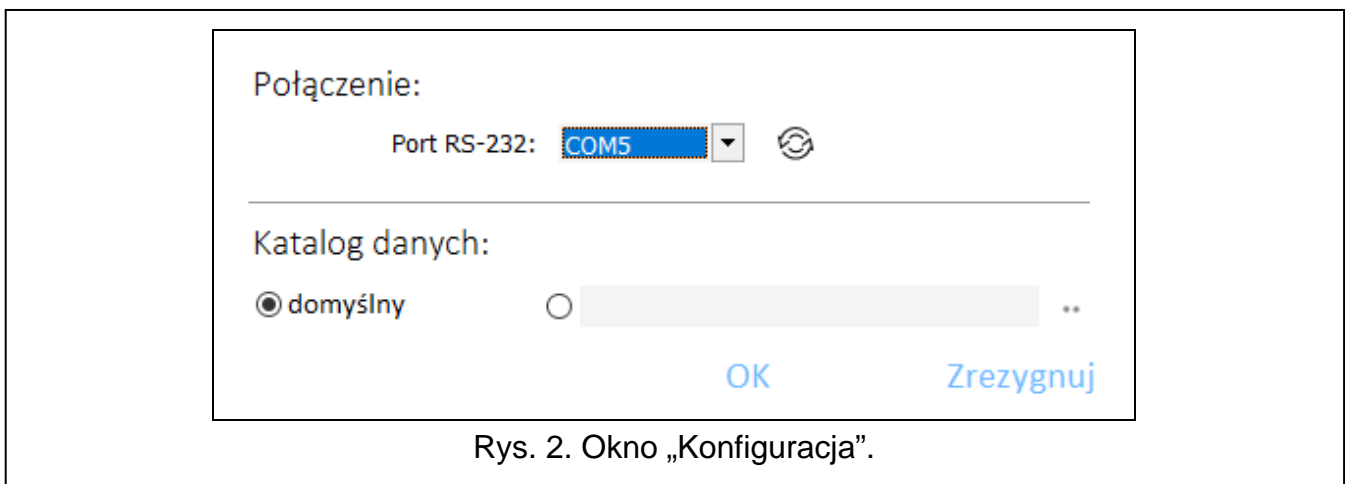 Połączenie:
Port RS-232: COM5
Katalog danych:
domyślny
OK Zrezygnuj
Rys. 2. Okno „Konfiguracja”.